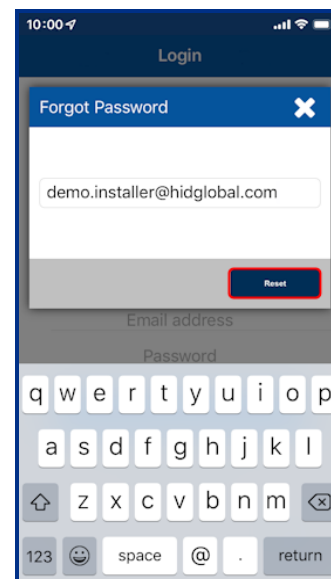 10:00
Login
Forgot Password
demo.installer@hidglobal.com
Reset
Email address
Password
q w e r t y u i o p
a s d f g h j k l
z x c v b n m
123 space @ . return